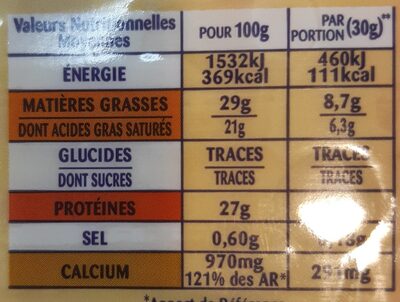 Valeurs Nutritionnelles Moyennes
POUR 100g
PAR PORTION (30g)**
ÉNERGIE 1532kJ 460kJ
369kcal 111kcal
MATIÈRES GRASSES 29g 8,7g
DONT ACIDES GRAS SATURÉS 21g 6,3g
GLUCIDES TRACES TRACES
DONT SUCRES TRACES TRACES
PROTÉINES 27g
SEL 0,60g
CALCIUM 970mg
121% des AR*